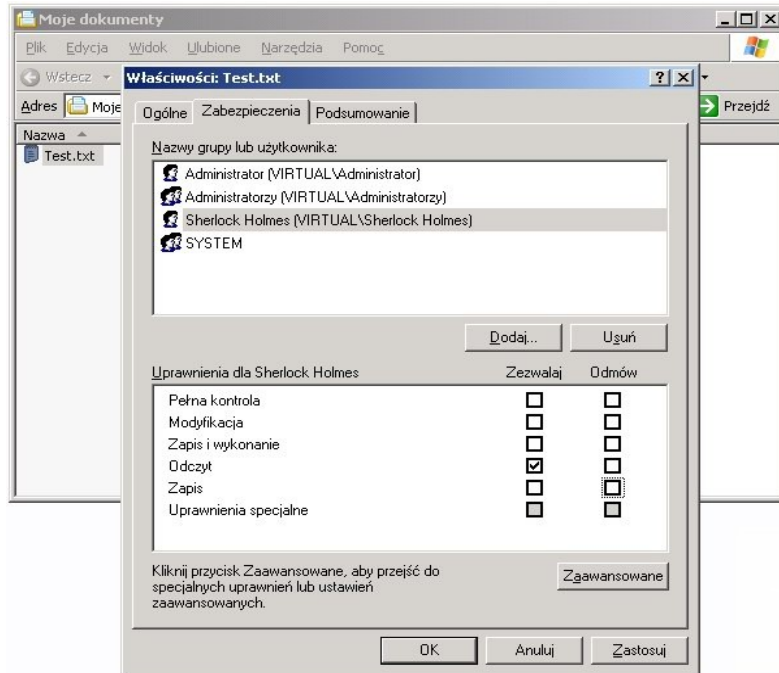 Moje dokumenty
Plik Edycja Widok Ulubione Narzędzia Pomoc
Wstecz
Właściwości: Test.txt
Adres Moje
Przejdź
Ogólne Zabezpieczenia Podsumowanie
Nazwa
Test.txt
Nazwy grupy lub użytkownika:
Administrator (VIRTUAL\Administrator)
Administratorzy (VIRTUAL\Administratorzy)
Sherlock Holmes (VIRTUAL\Sherlock Holmes)
SYSTEM
Dodaj... Usuń
Uprawnienia dla Sherlock Holmes Zezwalaj Odmów
Pełna kontrola
Modyfikacja
Zapis i wykonanie
Odczyt
Zapis
Uprawnienia specjalne
Kliknij przycisk Zaawansowane, aby przejść do
specjalnych uprawnień lub ustawień
zaawansowanych.
Zaawansowane
OK Anuluj Zastosuj